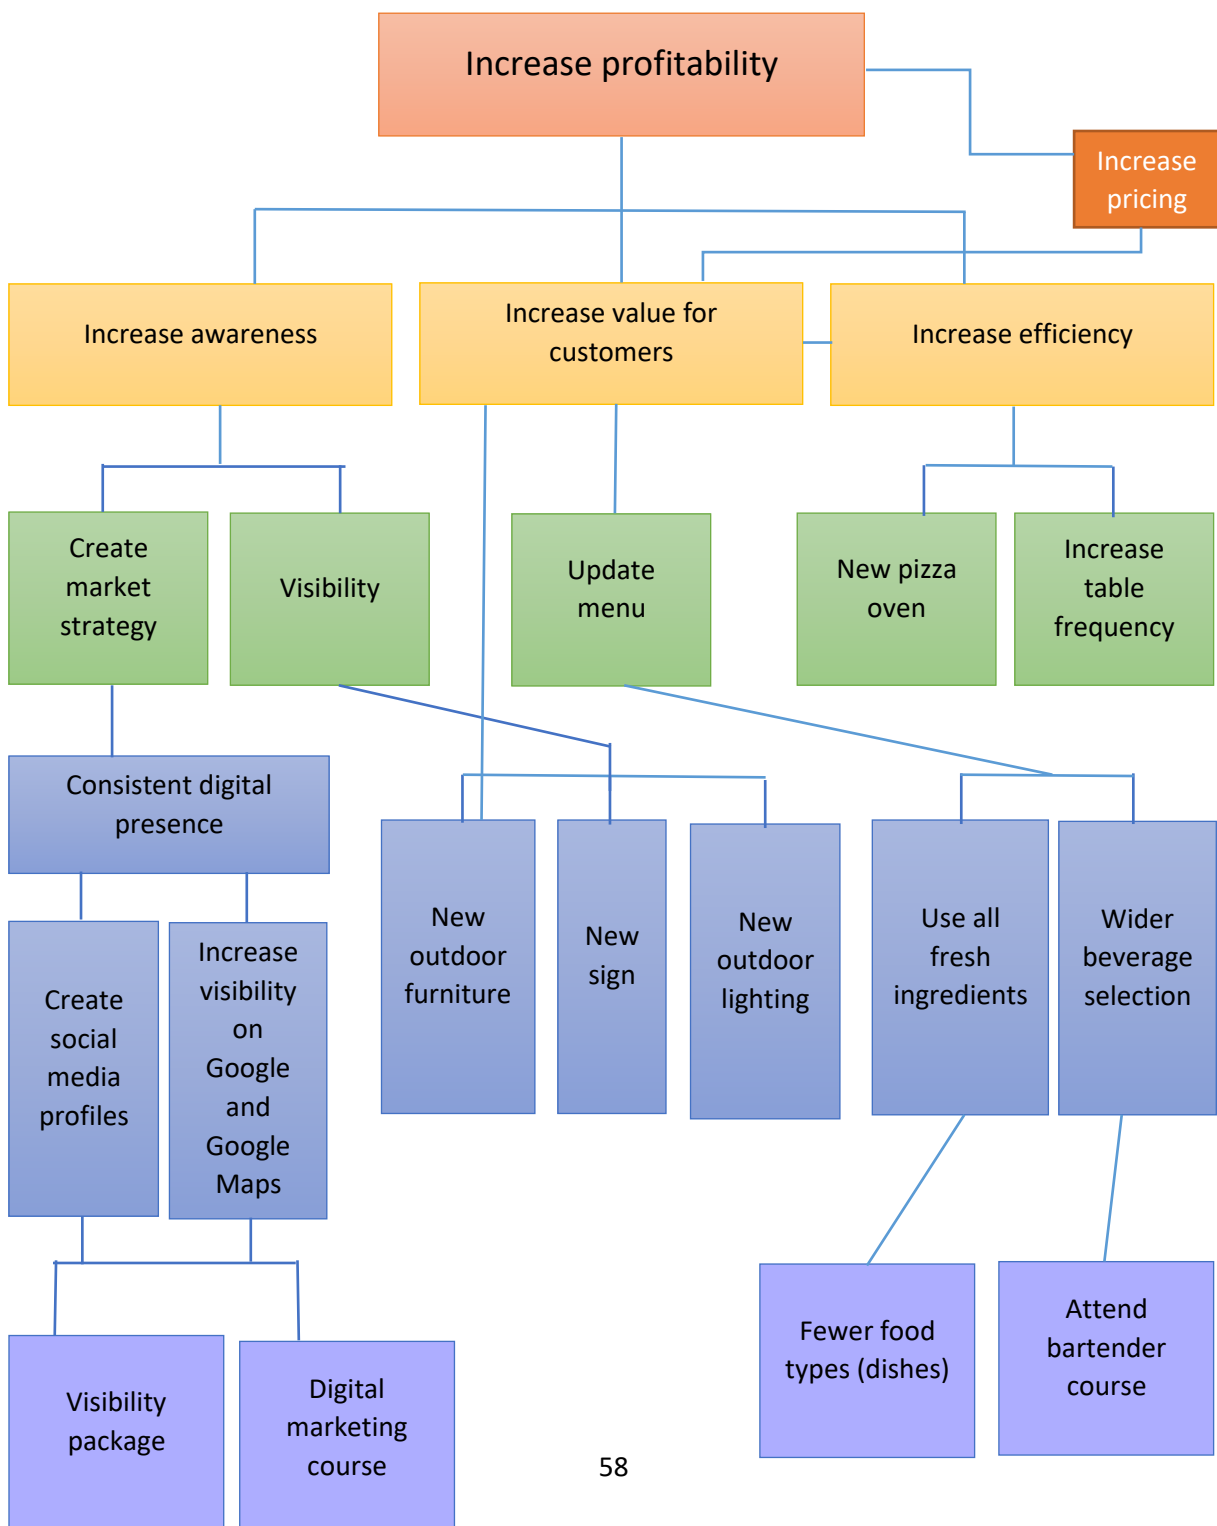 Increase profitability
Increase
pricing
Increase awareness
Increase value for
customers
Increase efficiency
Create
market
strategy
Visibility
Update
menu
New pizza
oven
Increase
table
frequency
Consistent digital
presence
Create
social
media
profiles
Increase
visibility
on
Google
and
Google
Maps
New
outdoor
furniture
New
sign
New
outdoor
lighting
Use all
fresh
ingredients
Wider
beverage
selection
Visibility
package
Digital
marketing
course
Fewer food
types (dishes)
Attend
bartender
course
58